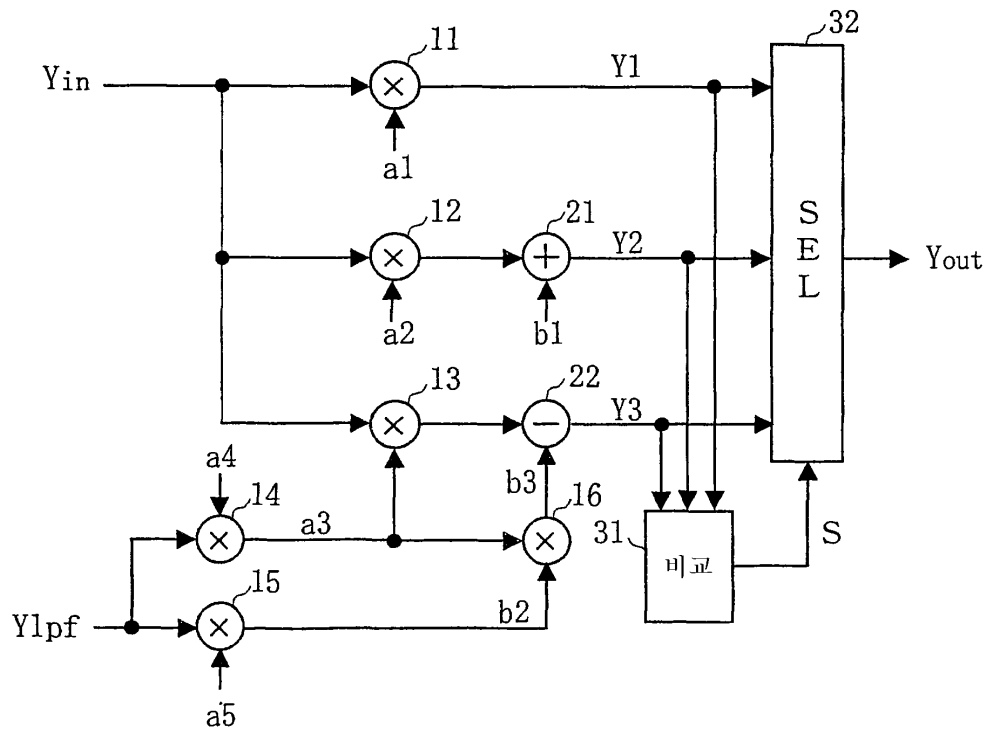 32
11
Yin
×
Y1
a1
12
21
×
+
Y2
SEL
Yout
a2
b1
13
22
×
−
Y3
a4
14
b3
16
×
a3
×
31
비교
S
15
Ylpf
×
b2
a5